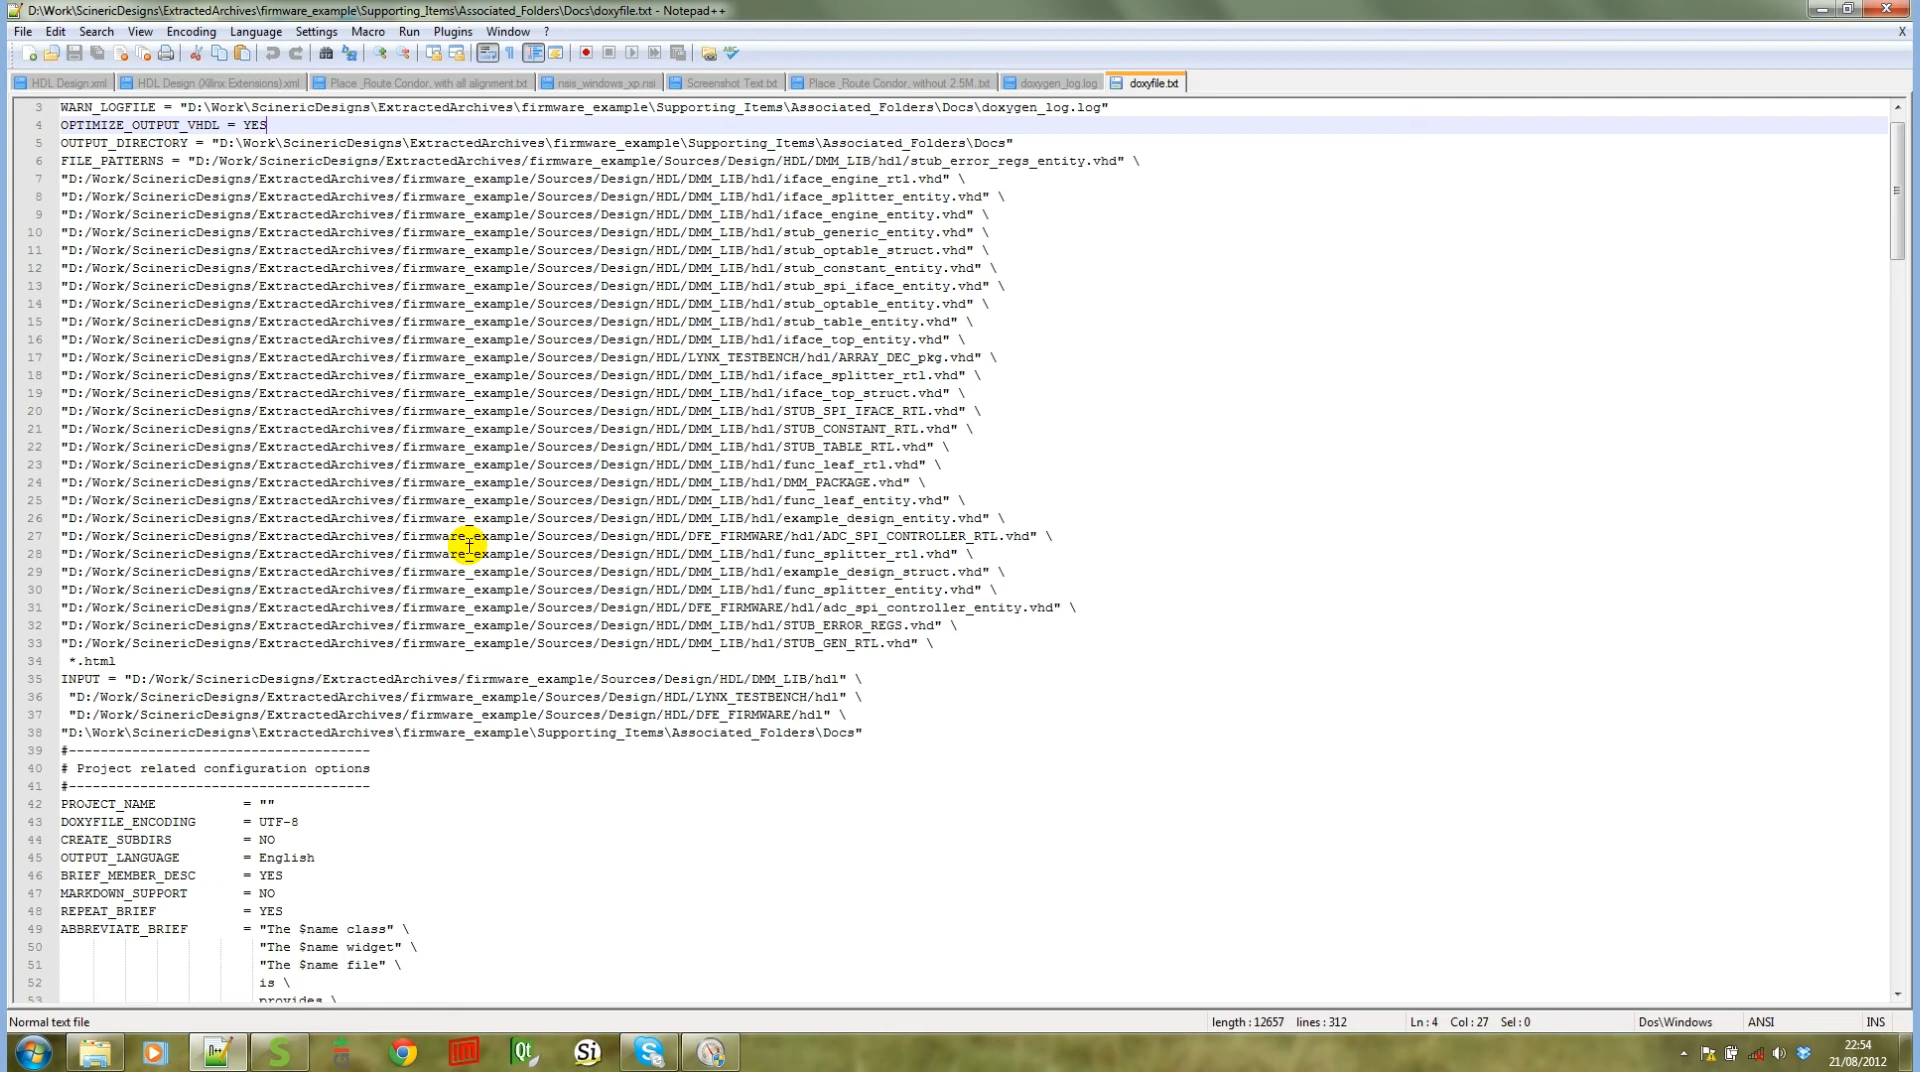 D:\Work\ScinericDesigns\ExtractedArchives\firmware_example\Supporting_Items\Associated_Folders\Docs\doxyfile.txt - Notepad++
File Edit Search View Encoding Language Settings Macro Run Plugins Window ? X
HDL Design.xml HDL Design (Xilinx Extensions).xml Place _Route Condor, with all alignment.txt nsis_windows_xp.nsi Screenshot Text.txt Place _Route Condor, without 2.5M.txt doxygen_log.log doxyfile.txt
3 WARN_LOGFILE = "D:\Work\ScinericDesigns\ExtractedArchives\firmware_example\Supporting_Items\Associated_Folders\Docs\doxygen_log.log"
4 OPTIMIZE_OUTPUT_VHDL = YES
5 OUTPUT_DIRECTORY = "D:\Work\ScinericDesigns\ExtractedArchives\firmware_example\Supporting_Items\Associated_Folders\Docs"
6 FILE_PATTERNS = "D:/Work/ScinericDesigns/ExtractedArchives/firmware_example/Sources/Design/HDL/DMM_LIB/hdl/stub_error_regs_entity.vhd" \
7 "D:/Work/ScinericDesigns/ExtractedArchives/firmware_example/Sources/Design/HDL/DMM_LIB/hdl/iface_engine_rtl.vhd" \
8 "D:/Work/ScinericDesigns/ExtractedArchives/firmware_example/Sources/Design/HDL/DMM_LIB/hdl/iface_splitter_entity.vhd" \
9 "D:/Work/ScinericDesigns/ExtractedArchives/firmware_example/Sources/Design/HDL/DMM_LIB/hdl/iface_engine_entity.vhd" \
10 "D:/Work/ScinericDesigns/ExtractedArchives/firmware_example/Sources/Design/HDL/DMM_LIB/hdl/stub_generic_entity.vhd" \
11 "D:/Work/ScinericDesigns/ExtractedArchives/firmware_example/Sources/Design/HDL/DMM_LIB/hdl/stub_optable_struct.vhd" \
12 "D:/Work/ScinericDesigns/ExtractedArchives/firmware_example/Sources/Design/HDL/DMM_LIB/hdl/stub_constant_entity.vhd" \
13 "D:/Work/ScinericDesigns/ExtractedArchives/firmware_example/Sources/Design/HDL/DMM_LIB/hdl/stub_spi_iface_entity.vhd" \
14 "D:/Work/ScinericDesigns/ExtractedArchives/firmware_example/Sources/Design/HDL/DMM_LIB/hdl/stub_optable_entity.vhd" \
15 "D:/Work/ScinericDesigns/ExtractedArchives/firmware_example/Sources/Design/HDL/DMM_LIB/hdl/stub_table_entity.vhd" \
16 "D:/Work/ScinericDesigns/ExtractedArchives/firmware_example/Sources/Design/HDL/DMM_LIB/hdl/iface_top_entity.vhd" \
17 "D:/Work/ScinericDesigns/ExtractedArchives/firmware_example/Sources/Design/HDL/LYNX_TESTBENCH/hdl/ARRAY_DEC_pkg.vhd" \
18 "D:/Work/ScinericDesigns/ExtractedArchives/firmware_example/Sources/Design/HDL/DMM_LIB/hdl/iface_splitter_rtl.vhd" \
19 "D:/Work/ScinericDesigns/ExtractedArchives/firmware_example/Sources/Design/HDL/DMM_LIB/hdl/iface_top_struct.vhd" \
20 "D:/Work/ScinericDesigns/ExtractedArchives/firmware_example/Sources/Design/HDL/DMM_LIB/hdl/STUB_SPI_IFACE_RTL.vhd" \
21 "D:/Work/ScinericDesigns/ExtractedArchives/firmware_example/Sources/Design/HDL/DMM_LIB/hdl/STUB_CONSTANT_RTL.vhd" \
22 "D:/Work/ScinericDesigns/ExtractedArchives/firmware_example/Sources/Design/HDL/DMM_LIB/hdl/STUB_TABLE_RTL.vhd" \
23 "D:/Work/ScinericDesigns/ExtractedArchives/firmware_example/Sources/Design/HDL/DMM_LIB/hdl/func_leaf_rtl.vhd" \
24 "D:/Work/ScinericDesigns/ExtractedArchives/firmware_example/Sources/Design/HDL/DMM_LIB/hdl/DMM_PACKAGE.vhd" \
25 "D:/Work/ScinericDesigns/ExtractedArchives/firmware_example/Sources/Design/HDL/DMM_LIB/hdl/func_leaf_entity.vhd" \
26 "D:/Work/ScinericDesigns/ExtractedArchives/firmware_example/Sources/Design/HDL/DMM_LIB/hdl/example_design_entity.vhd" \
27 "D:/Work/ScinericDesigns/ExtractedArchives/firmware_example/Sources/Design/HDL/DFE_FIRMWARE/hdl/ADC_SPI_CONTROLLER_RTL.vhd" \
28 "D:/Work/ScinericDesigns/ExtractedArchives/firmware_example/Sources/Design/HDL/DMM_LIB/hdl/func_splitter_rtl.vhd" \
29 "D:/Work/ScinericDesigns/ExtractedArchives/firmware_example/Sources/Design/HDL/DMM_LIB/hdl/example_design_struct.vhd" \
30 "D:/Work/ScinericDesigns/ExtractedArchives/firmware_example/Sources/Design/HDL/DMM_LIB/hdl/func_splitter_entity.vhd" \
31 "D:/Work/ScinericDesigns/ExtractedArchives/firmware_example/Sources/Design/HDL/DFE_FIRMWARE/hdl/adc_spi_controller_entity.vhd" \
32 "D:/Work/ScinericDesigns/ExtractedArchives/firmware_example/Sources/Design/HDL/DMM_LIB/hdl/STUB_ERROR_REGS.vhd" \
33 "D:/Work/ScinericDesigns/ExtractedArchives/firmware_example/Sources/Design/HDL/DMM_LIB/hdl/STUB_GEN_RTL.vhd" \
34 *.html
35 INPUT = "D:/Work/ScinericDesigns/ExtractedArchives/firmware_example/Sources/Design/HDL/DMM_LIB/hdl" \
36 "D:/Work/ScinericDesigns/ExtractedArchives/firmware_example/Sources/Design/HDL/LYNX_TESTBENCH/hdl" \
37 "D:/Work/ScinericDesigns/ExtractedArchives/firmware_example/Sources/Design/HDL/DFE_FIRMWARE/hdl" \
38 "D:\Work\ScinericDesigns\ExtractedArchives\firmware_example\Supporting_Items\Associated_Folders\Docs"
39 #--------------------------------------
40 # Project related configuration options
41 #--------------------------------------
42 PROJECT_NAME = ""
43 DOXYFILE_ENCODING = UTF-8
44 CREATE_SUBDIRS = NO
45 OUTPUT_LANGUAGE = English
46 BRIEF_MEMBER_DESC = YES
47 MARKDOWN_SUPPORT = NO
48 REPEAT_BRIEF = YES
49 ABBREVIATE_BRIEF = "The $name class" \
50 "The $name widget" \
51 "The $name file" \
52 is \
53 provides \
Normal text file length : 12657 lines : 312 Ln : 4 Col : 27 Sel : 0 Dos\Windows ANSI INS
Qt Si 22:54
21/08/2012